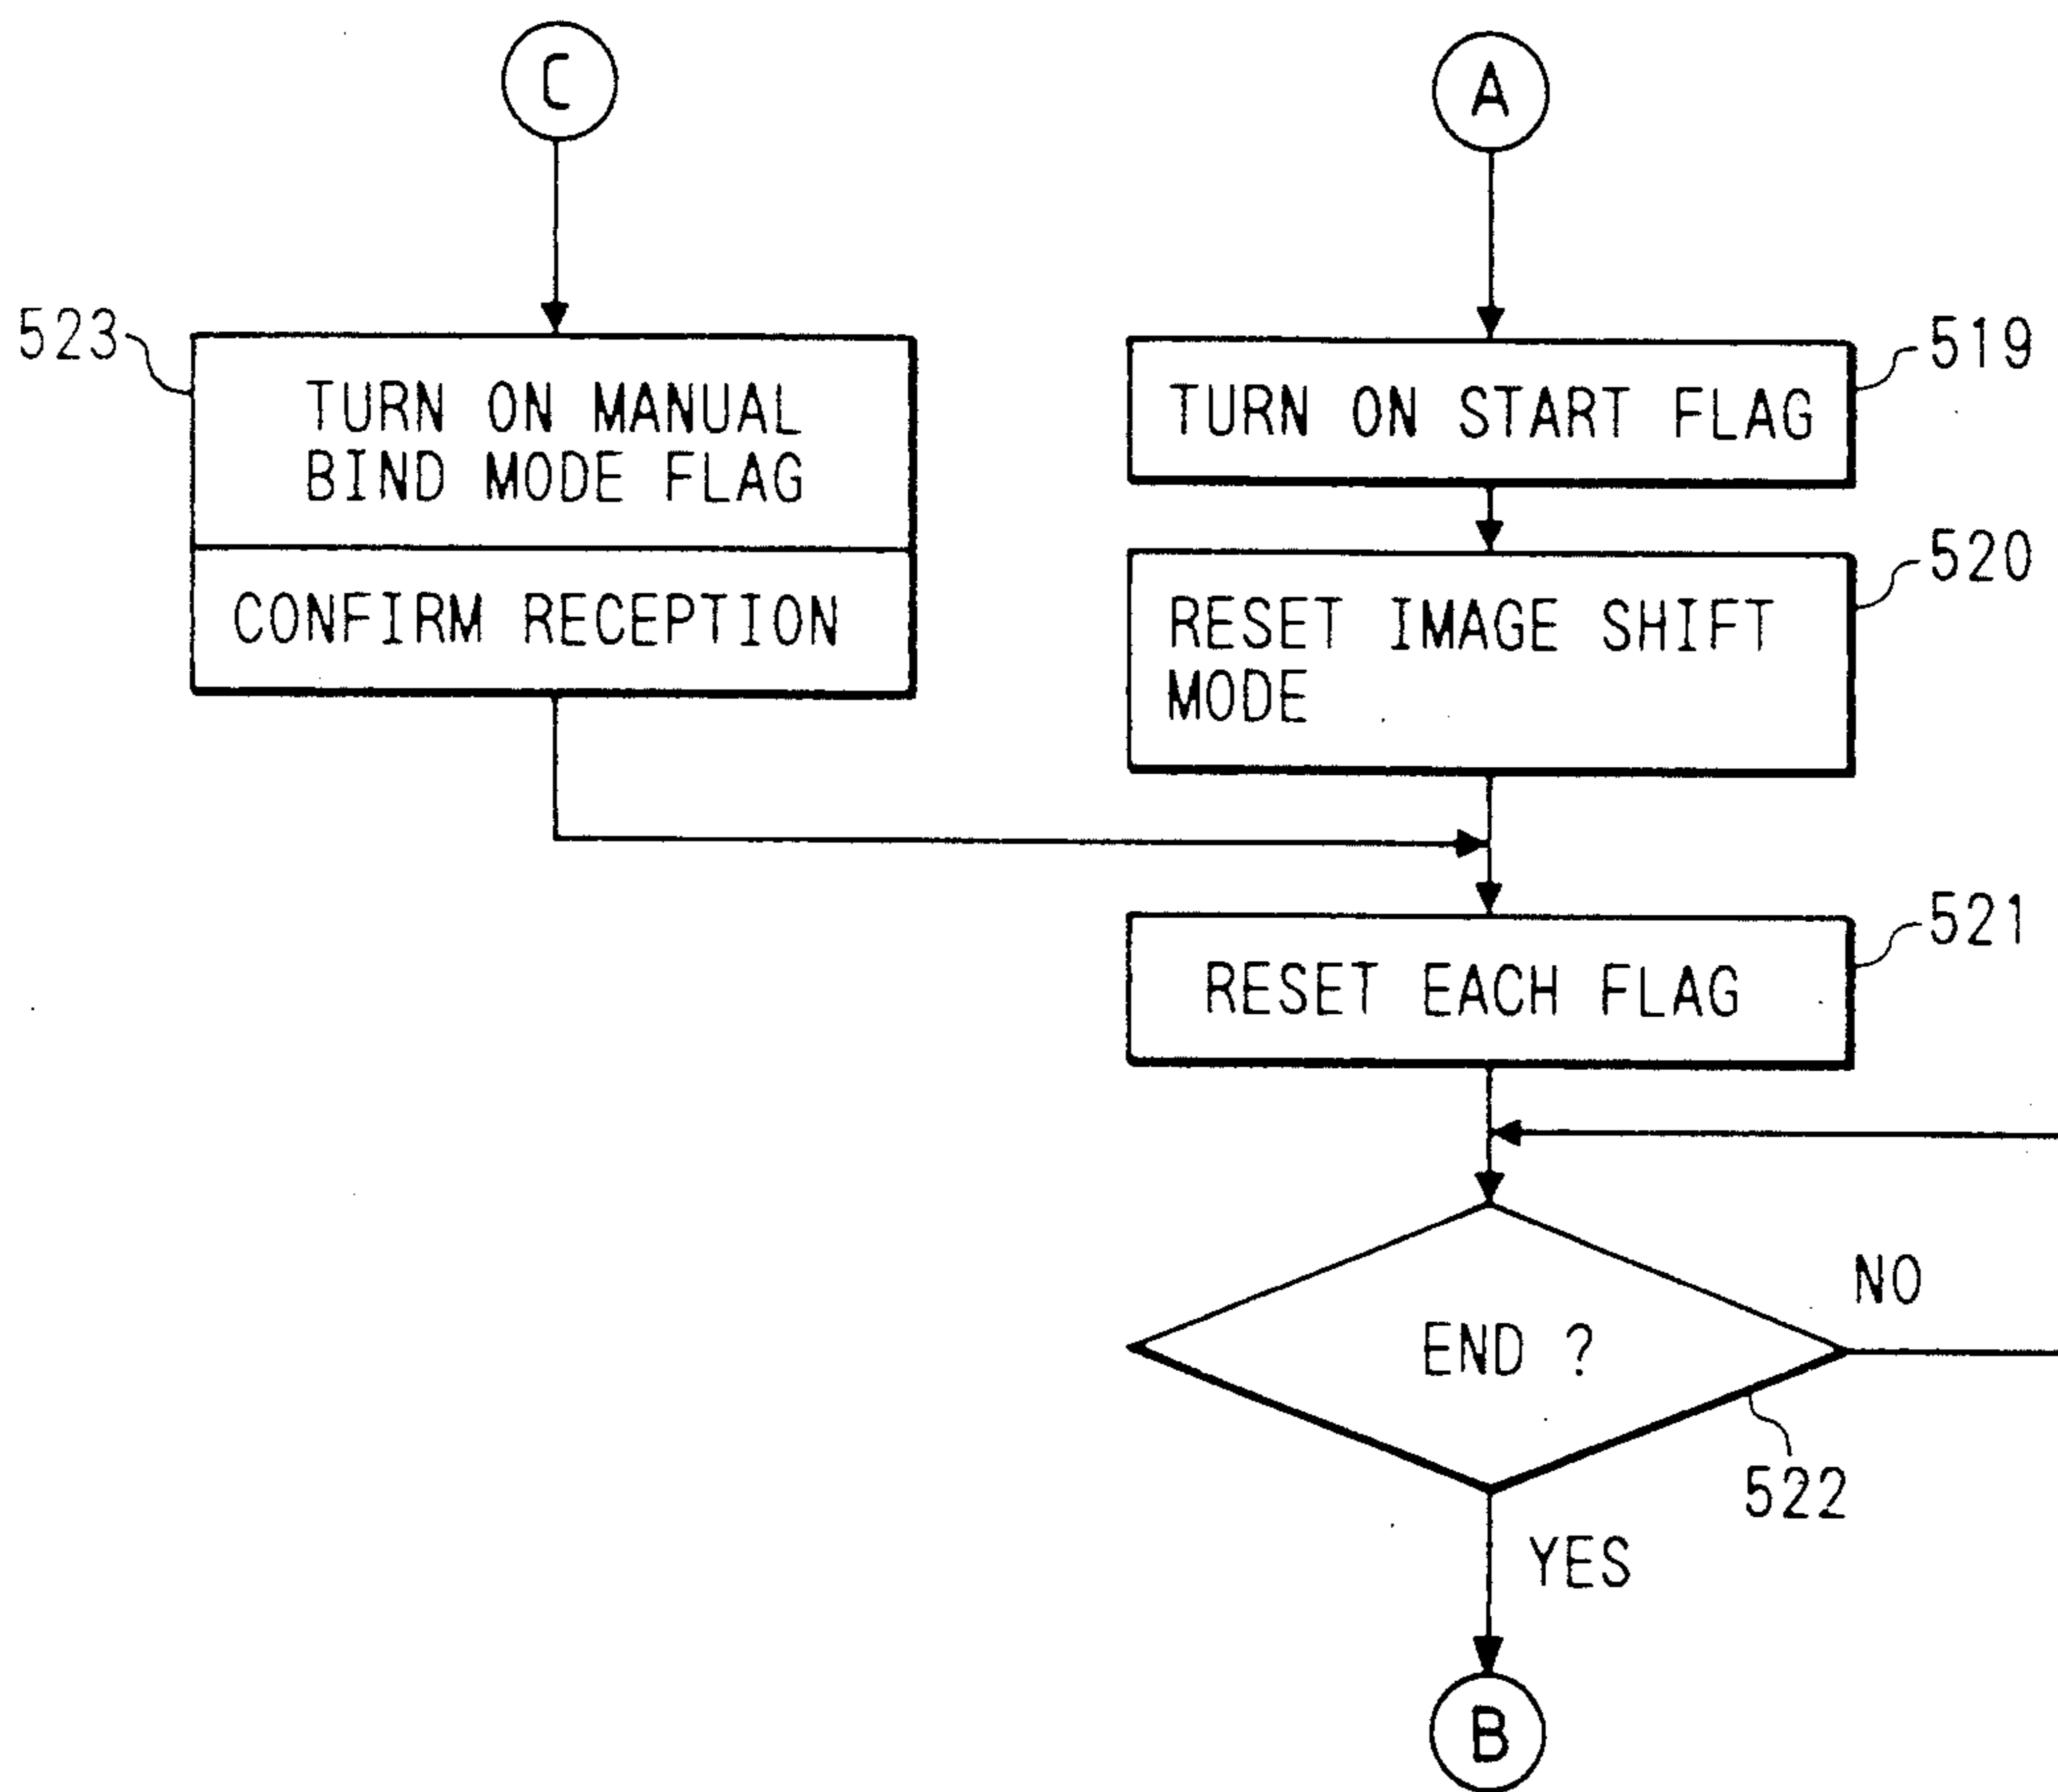 C
523
TURN ON MANUAL
BIND MODE FLAG
CONFIRM RECEPTION
A
519
TURN ON START FLAG
520
RESET IMAGE SHIFT
MODE
521
RESET EACH FLAG
END ?
NO
522
YES
B